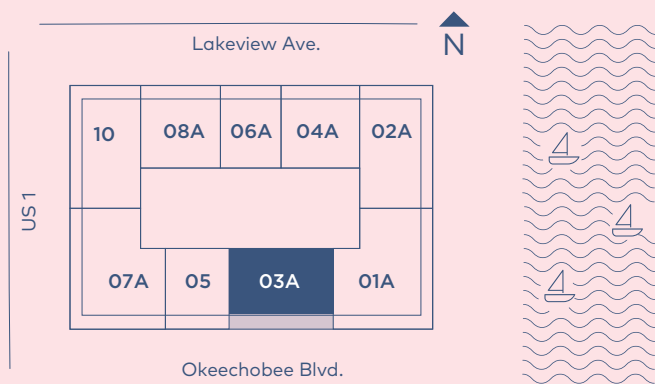 Lakeview Ave.
N
US 1
10
08A
06A
04A
02A
07A
05
03A
01A
Okeechobee Blvd.